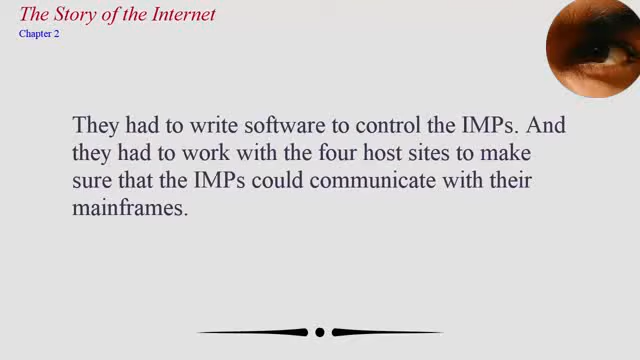 The Story of the Internet
Chapter 2
They had to write software to control the IMPs. And
they had to work with the four host sites to make
sure that the IMPs could communicate with their
mainframes.